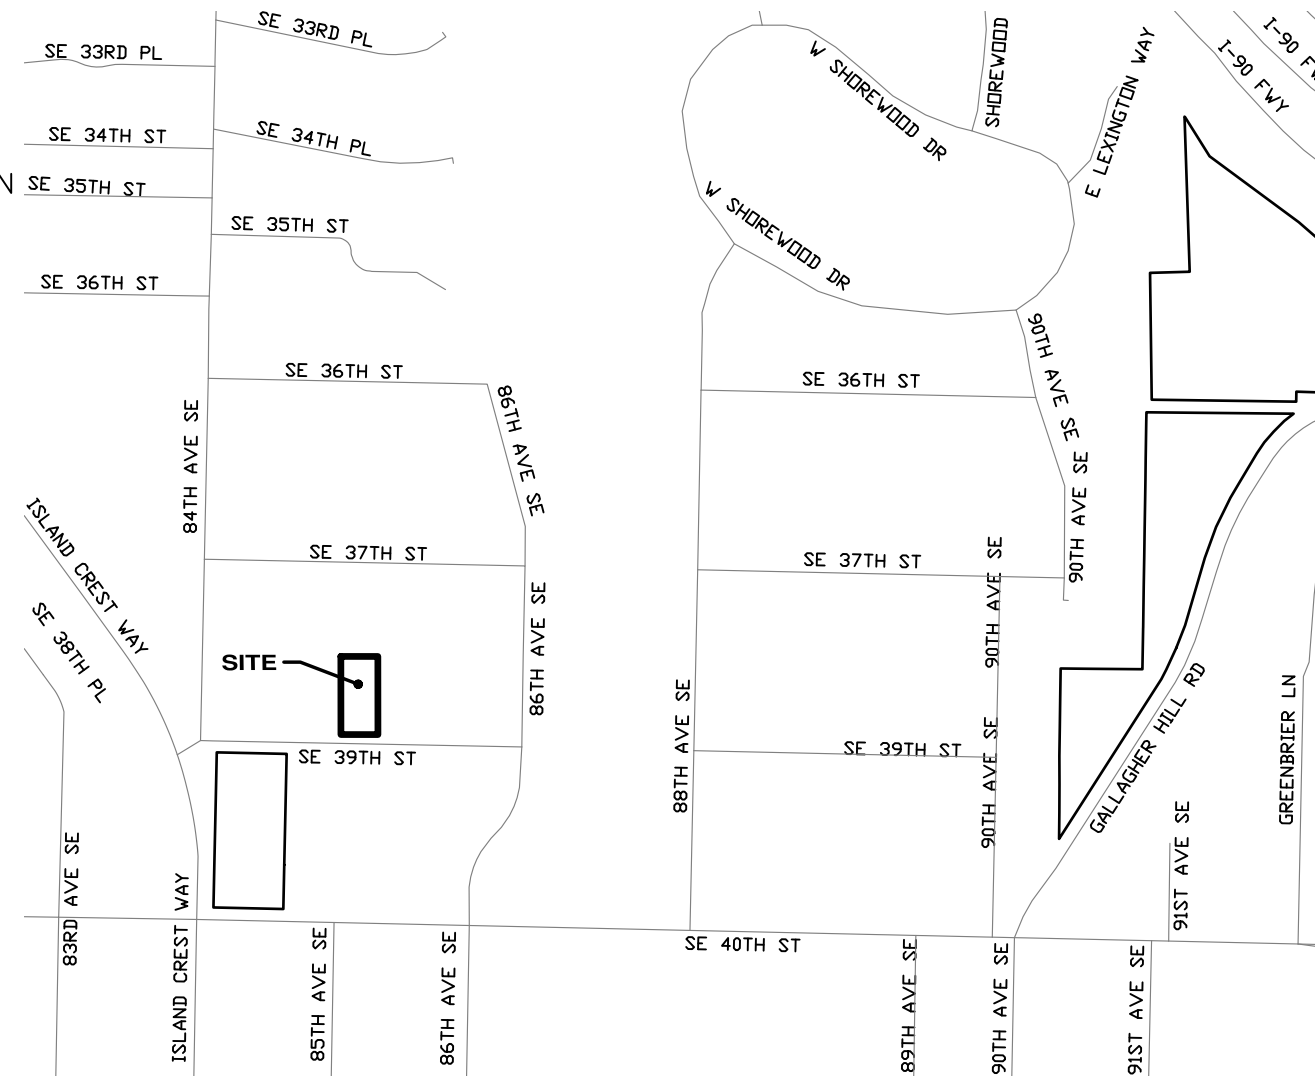 SE 33RD PL
SE 33RD PL
W SHOREWOOD DR
SHOREWOOD
E LEXINGTON WAY
I-90 FWY
I-90 FW
SE 34TH ST
SE 34TH PL
N
SE 35TH ST
SE 35TH ST
W SHOREWOOD DR
SE 36TH ST
SE 36TH ST
SE 36TH ST
90TH AVE SE
84TH AVE SE
86TH AVE SE
90TH AVE SE
ISLAND CREST WAY
SE 37TH ST
SE 37TH ST
90TH AVE SE
SE 38TH PL
86TH AVE SE
SITE
88TH AVE SE
SE 39TH ST
SE 39TH ST
90TH AVE SE
GALLAGHER HILL RD
GREENBRIER LN
83RD AVE SE
91ST AVE SE
ISLAND CREST WAY
SE 40TH ST
85TH AVE SE
86TH AVE SE
89TH AVE SE
90TH AVE SE
91ST AVE SE